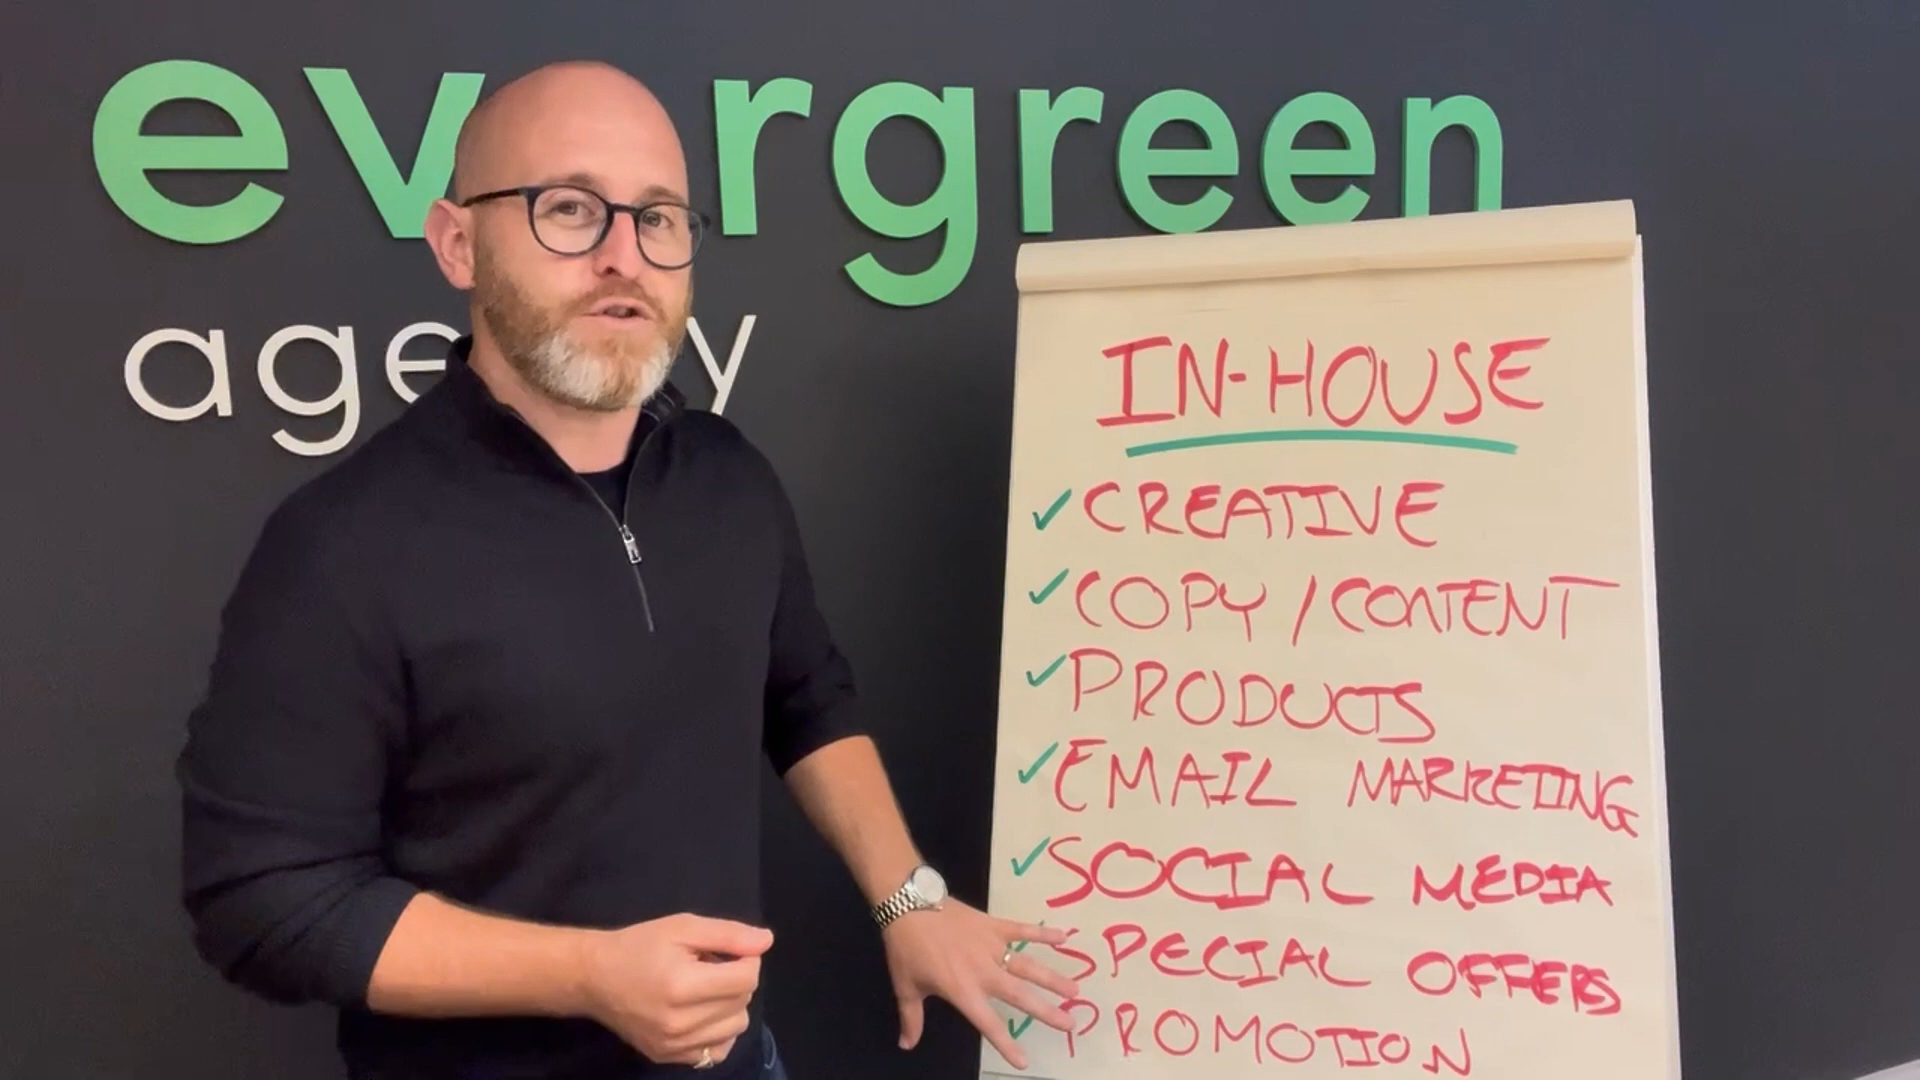 evergreen
agency
IN-HOUSE
✓ CREATIVE
✓ COPY / CONTENT
✓ PRODUCTS
✓ EMAIL MARKETING
✓ SOCIAL MEDIA
✓ SPECIAL OFFERS
✓ PROMOTION